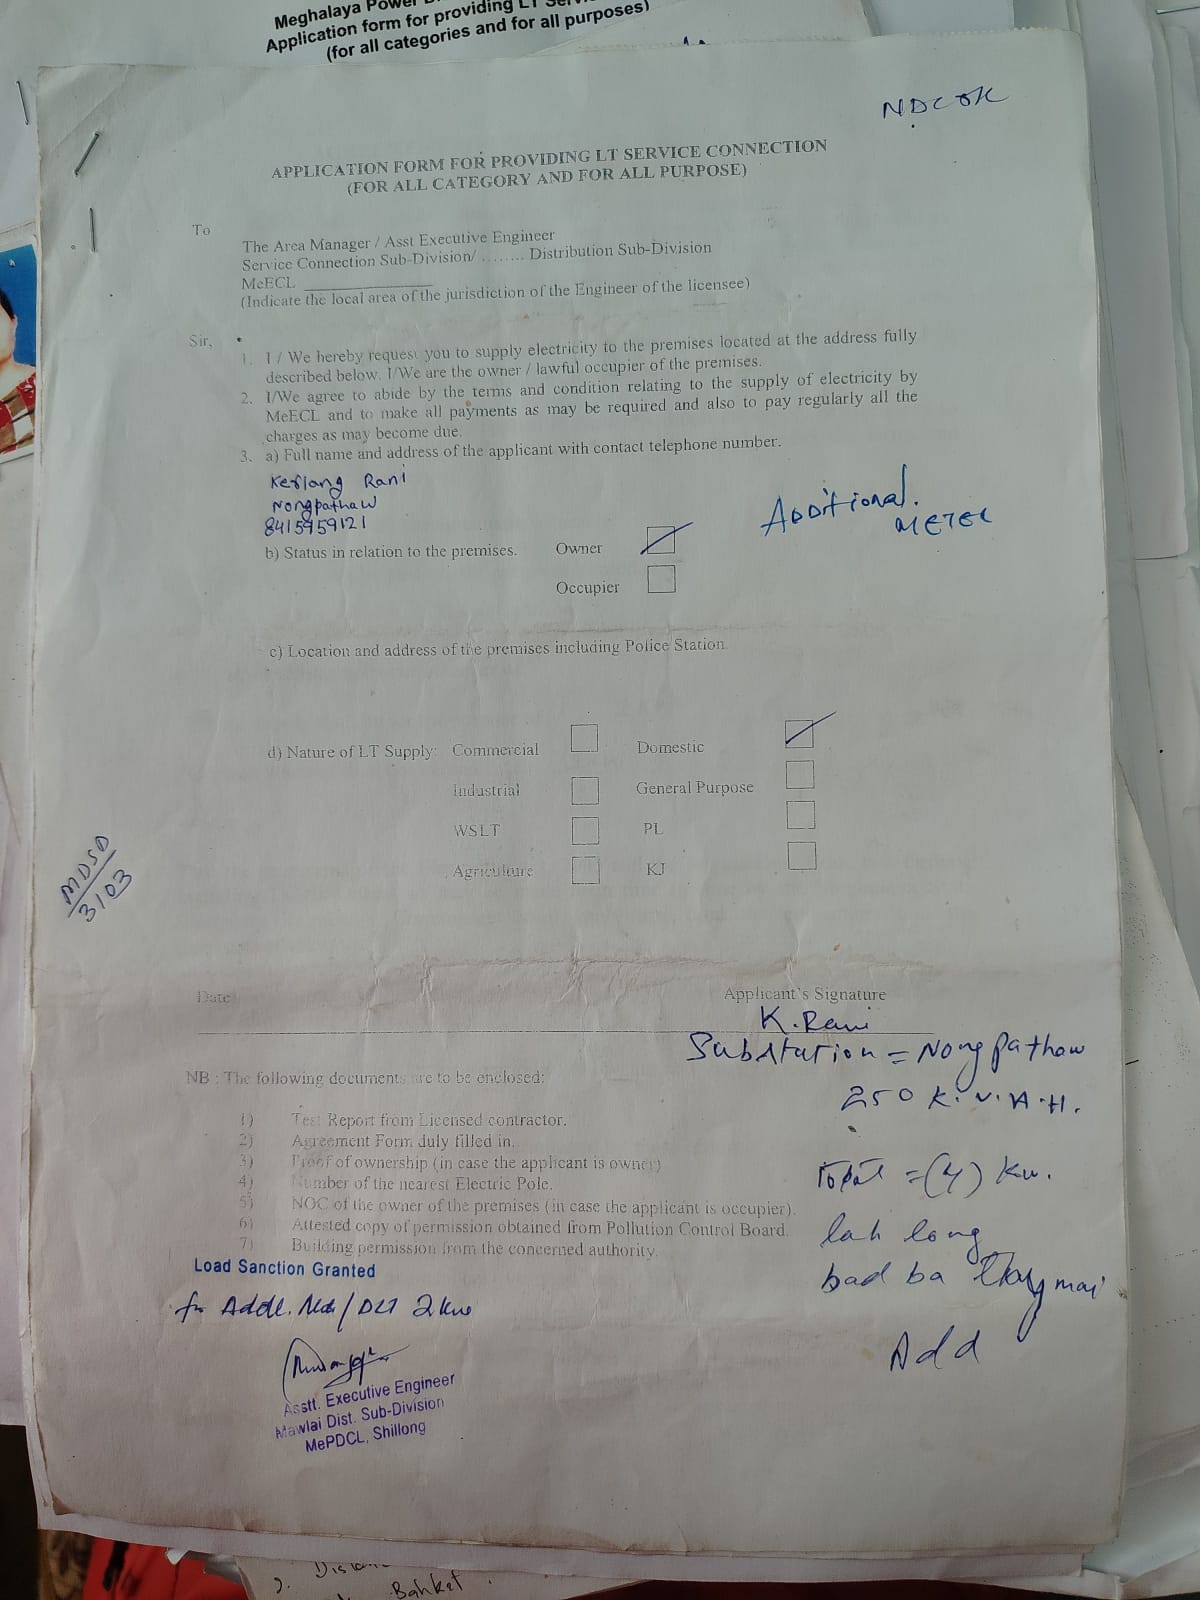 Meghalaya Power
Application form for providing LT
(for all categories and for all purposes)
NDC OK
APPLICATION FORM FOR PROVIDING LT SERVICE CONNECTION
(FOR ALL CATEGORY AND FOR ALL PURPOSE)
To
The Area Manager / Asst Executive Engineer
Service Connection Sub-Division/ ........ Distribution Sub-Division
MeECL _______________
(Indicate the local area of the jurisdiction of the Engineer of the licensee)
Sir,
1. I / We hereby request you to supply electricity to the premises located at the address fully
described below. I/We are the owner / lawful occupier of the premises.
2. I/We agree to abide by the terms and condition relating to the supply of electricity by
MeECL and to make all payments as may be required and also to pay regularly all the
charges as may become due.
3. a) Full name and address of the applicant with contact telephone number.
Kerlang Rani
Nongpathaw
8415959121
Additional.
METER
b) Status in relation to the premises. Owner
Occupier
c) Location and address of the premises including Police Station.
d) Nature of LT Supply: Commercial Domestic
Industrial General Purpose
WSLT PL
Agriculture KJ
MDSD
3103
Date Applicant's Signature
K. Rani
Substation = Nongpathaw
250 K.V.A.H.
NB : The following documents are to be enclosed:
1) Test Report from Licensed contractor.
2) Agreement Form duly filled in.
3) Proof of ownership (in case the applicant is owner)
4) Number of the nearest Electric Pole.
5) NOC of the owner of the premises (in case the applicant is occupier).
6) Attested copy of permission obtained from Pollution Control Board.
7) Building permission from the concerned authority.
Total = (4) Kw.
lah long
bad ba mai
Add
Load Sanction Granted
for Addl. / DLT 2 kw
Asstt. Executive Engineer
Mawlai Dist. Sub-Division
MePDCL, Shillong